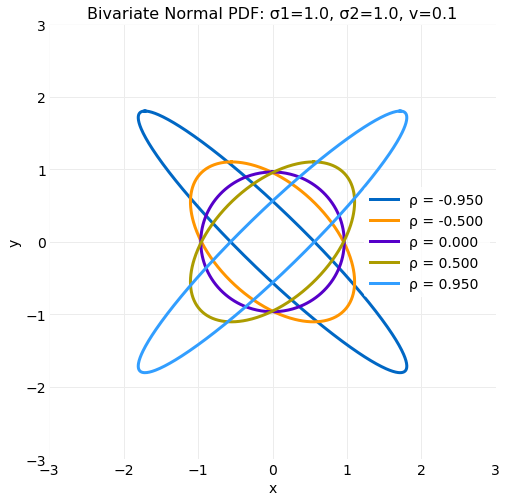 Bivariate Normal PDF: σ1=1.0, σ2=1.0, v=0.1
3
2
1
0
−1
−2
−3
y
ρ = -0.950
ρ = -0.500
ρ = 0.000
ρ = 0.500
ρ = 0.950
−3 −2 −1 0 1 2 3
x